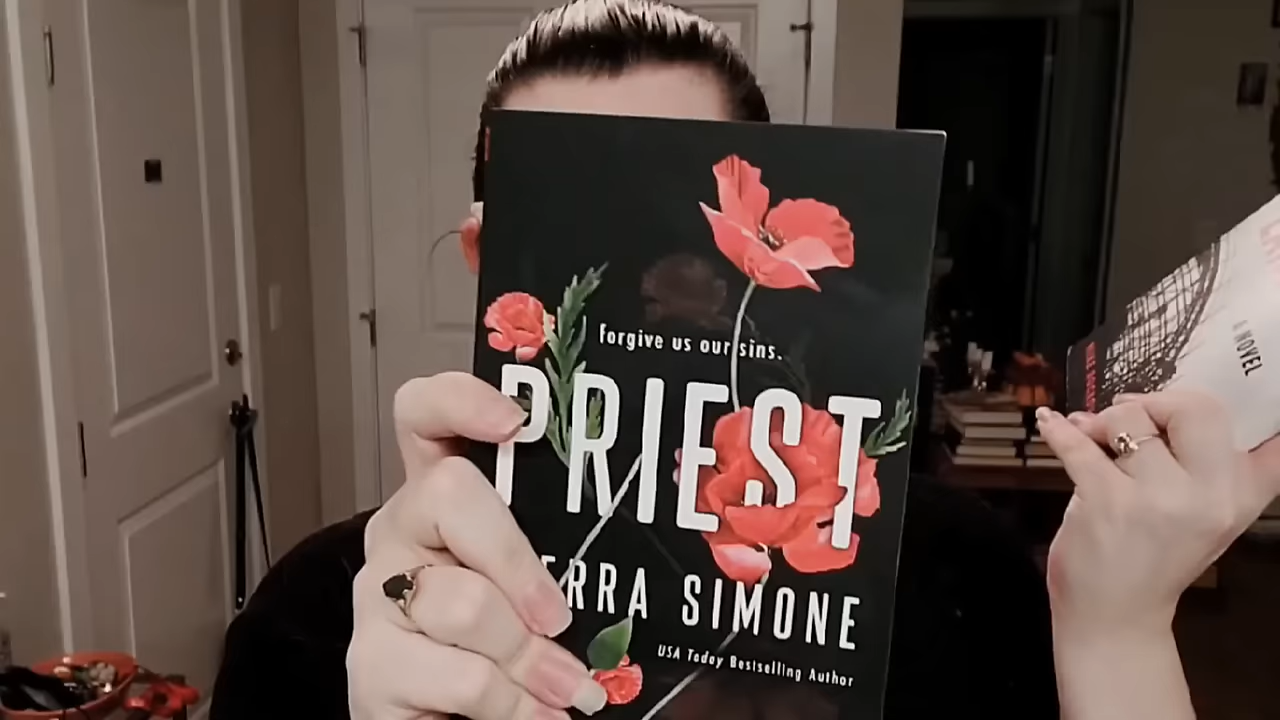 Forgive us our sins.
PRIEST
ERRA SIMONE
USA Today Bestselling Author
A NOVEL